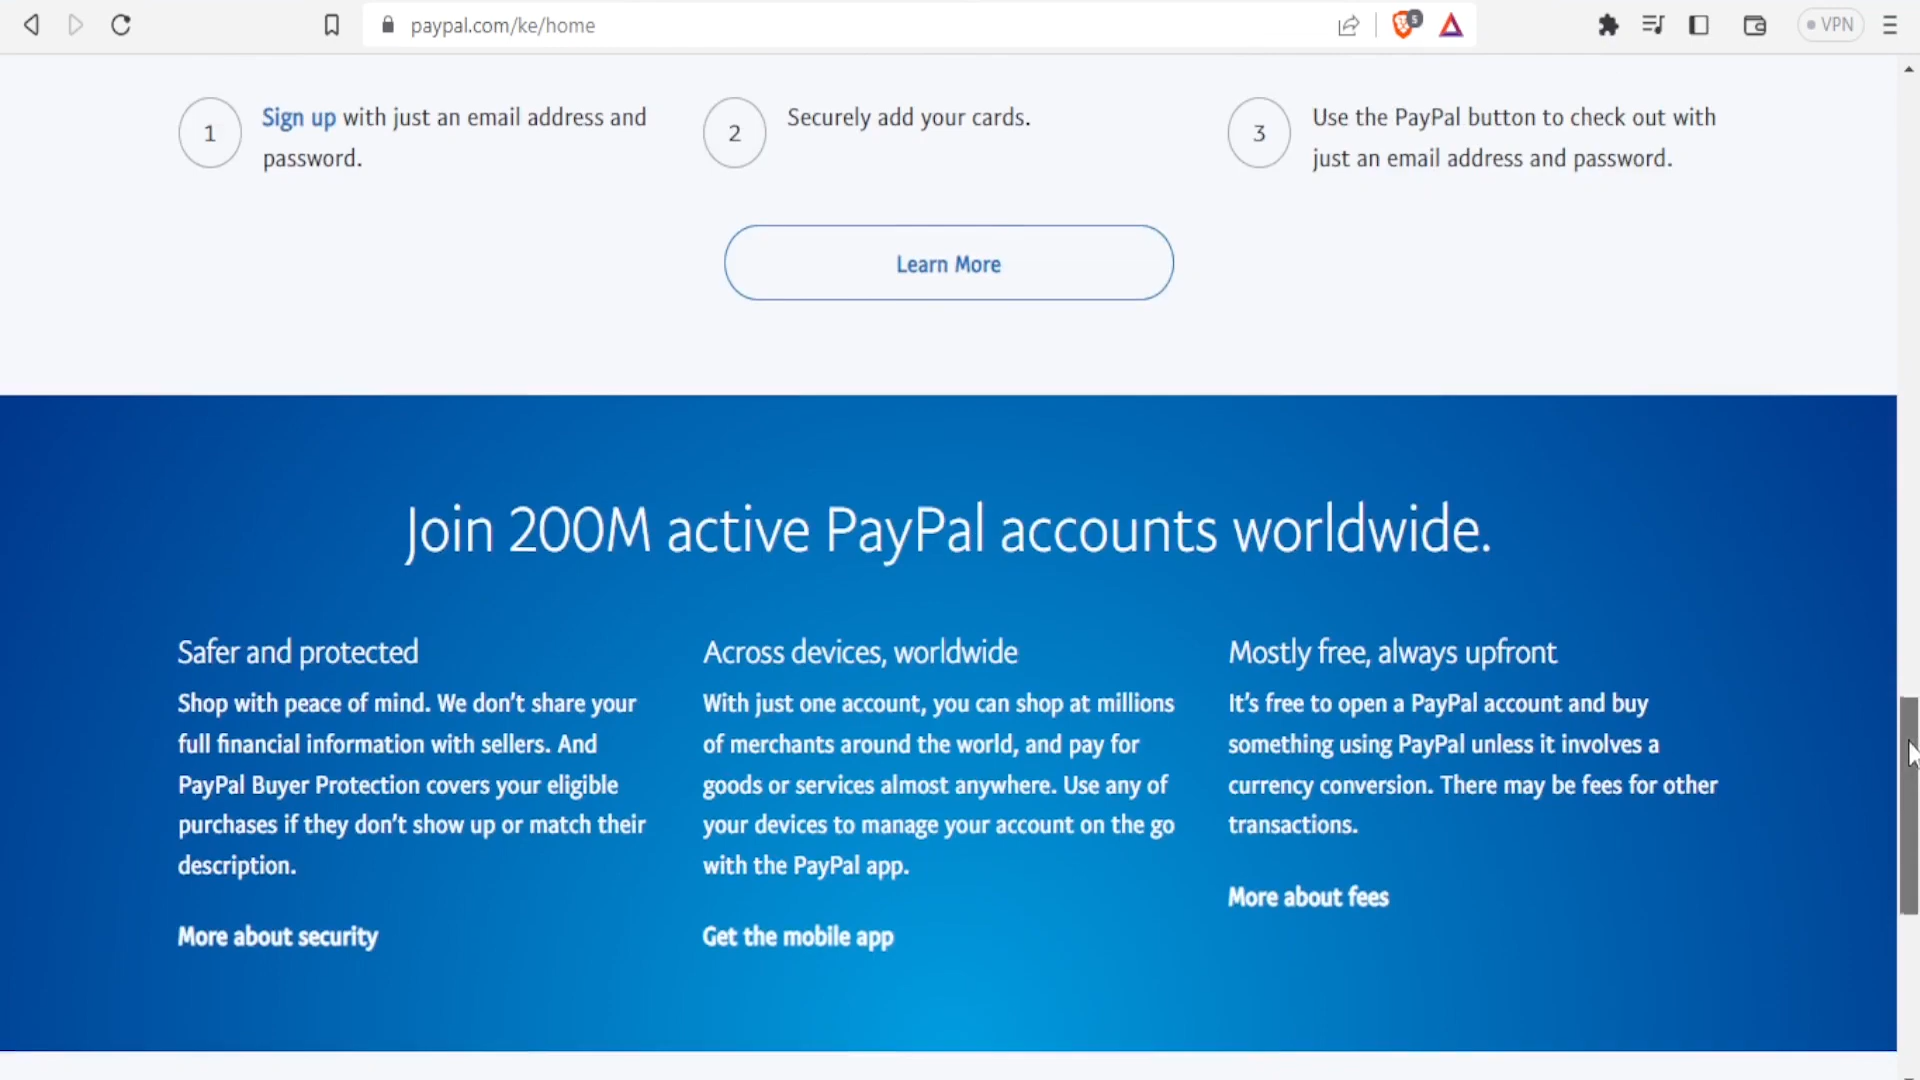 paypal.com/ke/home
5
VPN
1
Sign up with just an email address and
password.
2
Securely add your cards.
3
Use the PayPal button to check out with
just an email address and password.
Learn More
Join 200M active PayPal accounts worldwide.
Safer and protected
Shop with peace of mind. We don't share your
full financial information with sellers. And
PayPal Buyer Protection covers your eligible
purchases if they don't show up or match their
description.
More about security
Across devices, worldwide
With just one account, you can shop at millions
of merchants around the world, and pay for
goods or services almost anywhere. Use any of
your devices to manage your account on the go
with the PayPal app.
Get the mobile app
Mostly free, always upfront
It's free to open a PayPal account and buy
something using PayPal unless it involves a
currency conversion. There may be fees for other
transactions.
More about fees